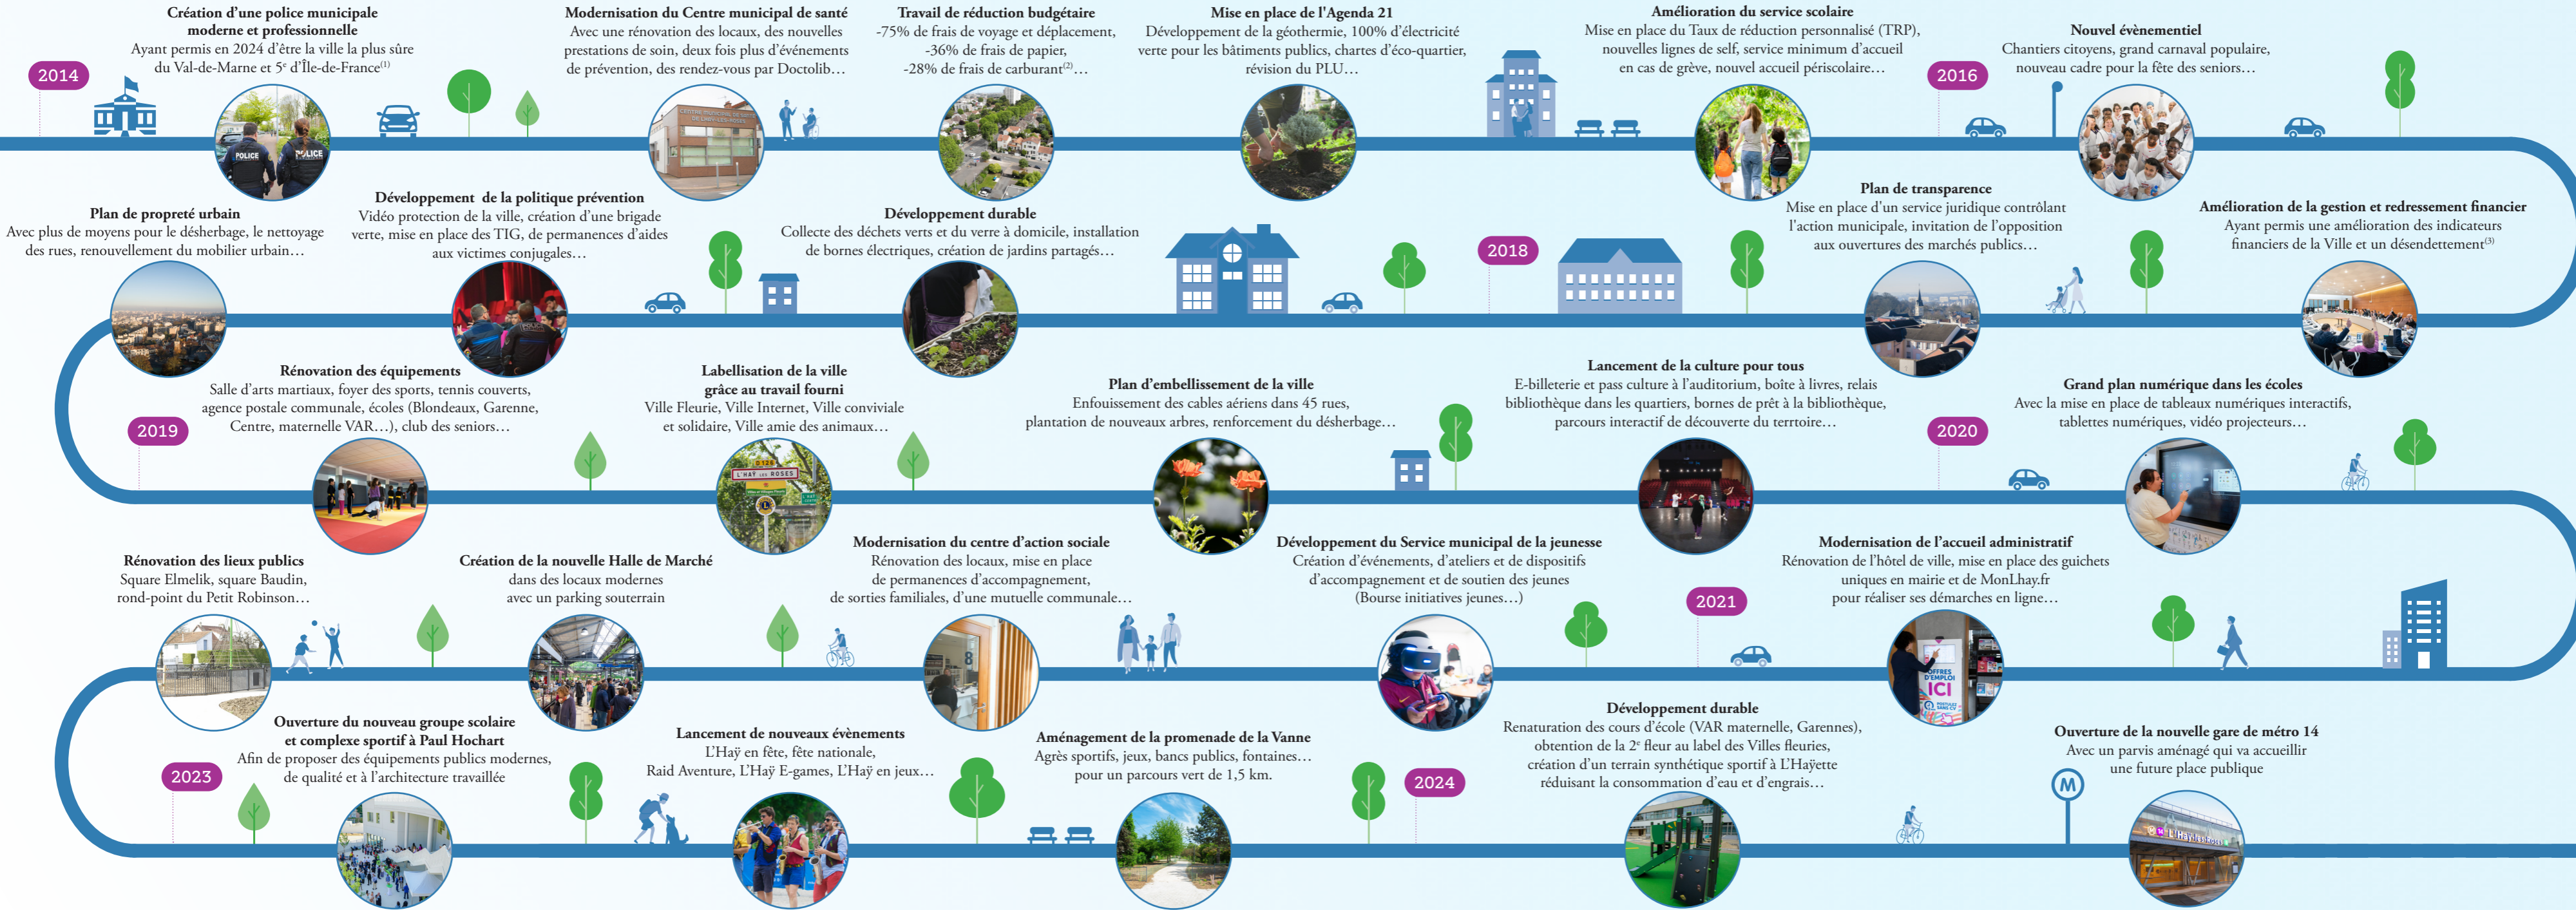 2014
Création d'une police municipale
moderne et professionnelle
Ayant permis en 2024 d'être la ville la plus sûre
du Val-de-Marne et 5e d'Île-de-France(1)
POLICE
POLICE
Modernisation du Centre municipal de santé
Avec une rénovation des locaux, des nouvelles
prestations de soin, deux fois plus d'événements
de prévention, des rendez-vous par Doctolib…
CENTRE MUNICIPAL DE SANTÉ
DE L'HAY-LES-ROSES
Travail de réduction budgétaire
-75% de frais de voyage et déplacement,
-36% de frais de papier,
-28% de frais de carburant(2)…
Mise en place de l'Agenda 21
Développement de la géothermie, 100% d'électricité
verte pour les bâtiments publics, chartes d'éco-quartier,
révision du PLU…
Amélioration du service scolaire
Mise en place du Taux de réduction personnalisé (TRP),
nouvelles lignes de self, service minimum d'accueil
en cas de grève, nouvel accueil périscolaire…
2016
Nouvel évènementiel
Chantiers citoyens, grand carnaval populaire,
nouveau cadre pour la fête des seniors…
Amélioration de la gestion et redressement financier
Ayant permis une amélioration des indicateurs
financiers de la Ville et un désendettement(3)
Plan de transparence
Mise en place d'un service juridique contrôlant
l'action municipale, invitation de l'opposition
aux ouvertures des marchés publics…
2018
Développement durable
Collecte des déchets verts et du verre à domicile, installation
de bornes électriques, création de jardins partagés…
Développement de la politique prévention
Vidéo protection de la ville, création d'une brigade
verte, mise en place des TIG, de permanences d'aides
aux victimes conjugales…
POLICE
Plan de propreté urbain
Avec plus de moyens pour le désherbage, le nettoyage
des rues, renouvellement du mobilier urbain…
2019
Rénovation des équipements
Salle d'arts martiaux, foyer des sports, tennis couverts,
agence postale communale, écoles (Blondeaux, Garenne,
Centre, maternelle VAR…), club des seniors…
Labellisation de la ville
grâce au travail fourni
Ville Fleurie, Ville Internet, Ville conviviale
et solidaire, Ville amie des animaux…
D 126
L'HAŸ LES ROSES
Plan d'embellissement de la ville
Enfouissement des cables aériens dans 45 rues,
plantation de nouveaux arbres, renforcement du désherbage…
Lancement de la culture pour tous
E-billeterie et pass culture à l'auditorium, boîte à livres, relais
bibliothèque dans les quartiers, bornes de prêt à la bibliothèque,
parcours interactif de découverte du terrtoire…
2020
Grand plan numérique dans les écoles
Avec la mise en place de tableaux numériques interactifs,
tablettes numériques, vidéo projecteurs…
Modernisation de l'accueil administratif
Rénovation de l'hôtel de ville, mise en place des guichets
uniques en mairie et de MonLhay.fr
pour réaliser ses démarches en ligne…
OFFRES
D'EMPLOI
ICI
POSTULEZ
SANS CV
2021
Développement du Service municipal de la jeunesse
Création d'événements, d'ateliers et de dispositifs
d'accompagnement et de soutien des jeunes
(Bourse initiatives jeunes…)
Modernisation du centre d'action sociale
Rénovation des locaux, mise en place
de permanences d'accompagnement,
de sorties familiales, d'une mutuelle communale…
8
Création de la nouvelle Halle de Marché
dans des locaux modernes
avec un parking souterrain
Rénovation des lieux publics
Square Elmelik, square Baudin,
rond-point du Petit Robinson…
2023
Ouverture du nouveau groupe scolaire
et complexe sportif à Paul Hochart
Afin de proposer des équipements publics modernes,
de qualité et à l'architecture travaillée
Lancement de nouveaux évènements
L'Haÿ en fête, fête nationale,
Raid Aventure, L'Haÿ E-games, L'Haÿ en jeux…
Aménagement de la promenade de la Vanne
Agrès sportifs, jeux, bancs publics, fontaines…
pour un parcours vert de 1,5 km.
2024
Développement durable
Renaturation des cours d'école (VAR maternelle, Garennes),
obtention de la 2e fleur au label des Villes fleuries,
création d'un terrain synthétique sportif à L'Haÿette
réduisant la consommation d'eau et d'engrais…
M
Ouverture de la nouvelle gare de métro 14
Avec un parvis aménagé qui va accueillir
une future place publique
M 14 L'Haÿ-les-Roses